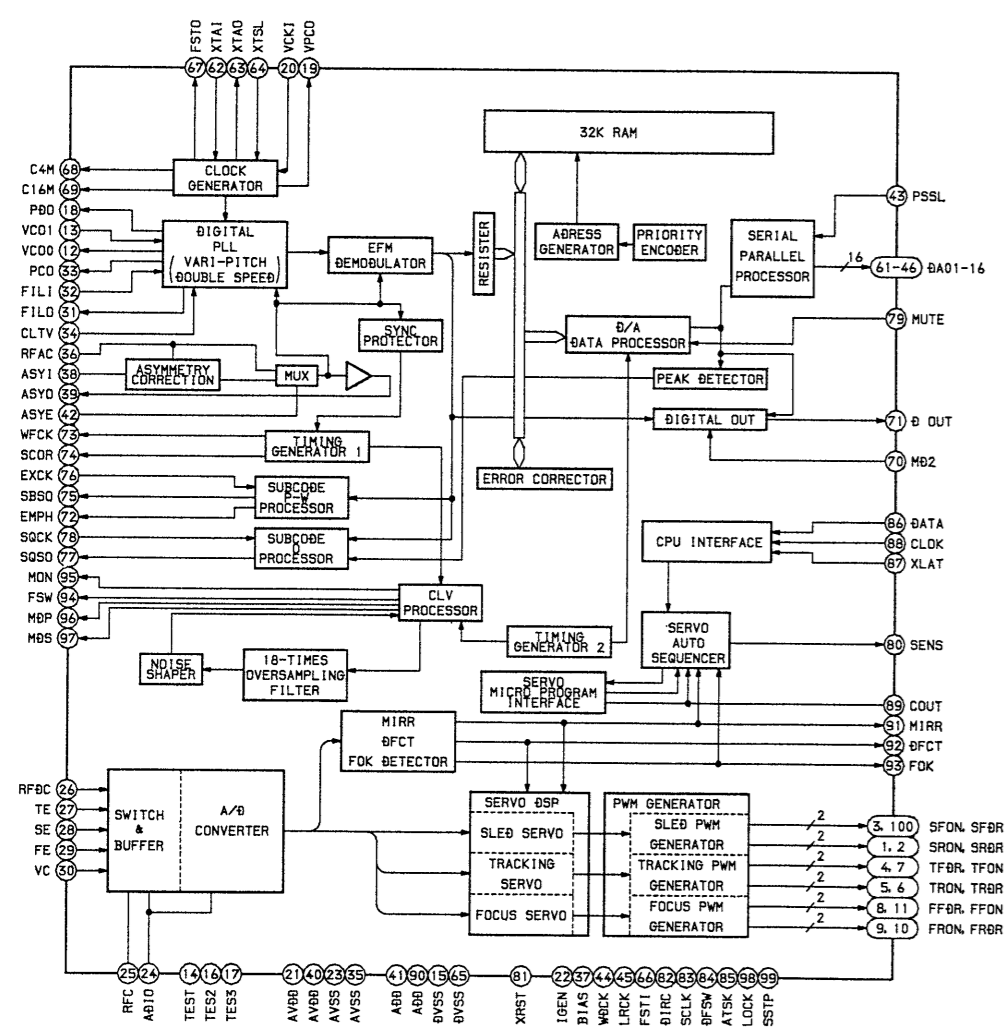 FSTO
XTAI
XTAO
XTSL
VCKI
VPCO
67
62
63
64
20
19
C4M 68
C16M 69
PDO 18
VCO1 13
VCOO 12
PCO 33
FILI 32
FILO 31
CLTV 34
RFAC 36
ASYI 38
ASYO 39
ASYE 42
WFCK 73
SCOR 74
EXCK 76
SBSO 75
EMPH 72
SQCK 78
SQSO 77
MON 95
FSW 94
MDP 96
MDS 97
RFDC 26
TE 27
SE 28
FE 29
VC 30
CLOCK
GENERATOR
DIGITAL
PLL
(VARI-PITCH
DOUBLE SPEED)
EFM
DEMODULATOR
SYNC
PROTECTOR
ASYMMETRY
CORRECTION
MUX
TIMING
GENERATOR 1
SUBCODE
P-W
PROCESSOR
SUBCODE
Q
PROCESSOR
CLV
PROCESSOR
NOISE
SHAPER
18-TIMES
OVERSAMPLING
FILTER
32K RAM
RESISTER
ADRESS
GENERATOR
PRIORITY
ENCODER
SERIAL
PARALLEL
PROCESSOR
D/A
DATA PROCESSOR
PEAK DETECTOR
DIGITAL OUT
ERROR CORRECTOR
CPU INTERFACE
TIMING
GENERATOR 2
SERVO
AUTO
SEQUENCER
SERVO
MICRO PROGRAM
INTERFACE
MIRR
DFCT
FOK DETECTOR
SWITCH
&
BUFFER
A/D
CONVERTER
SERVO DSP
SLED SERVO
TRACKING
SERVO
FOCUS SERVO
PWM GENERATOR
SLED PWM
GENERATOR
TRACKING PWM
GENERATOR
FOCUS PWM
GENERATOR
43 PSSL
16
61-46 DA01-16
79 MUTE
71 D OUT
70 MD2
86 DATA
88 CLOK
87 XLAT
80 SENS
89 COUT
91 MIRR
92 DFCT
93 FOK
2
3, 100 SFON, SFDR
2
1, 2 SRON, SRDR
2
4, 7 TFDR, TFON
2
5, 6 TRON, TRDR
2
8, 11 FFDR, FFON
2
9, 10 FRON, FRDR
25
24
14
16
17
21
40
23
35
41
90
15
65
81
22
37
44
45
66
82
83
84
85
98
99
RFC
ADIO
TEST
TES2
TES3
AVDD
AVDD
AVSS
AVSS
ADD
ADD
DVSS
DVSS
XRST
IGEN
BIAS
WDCK
LRCK
FSTI
DIRC
SCLK
DFSW
ATSK
LOCK
SSTP